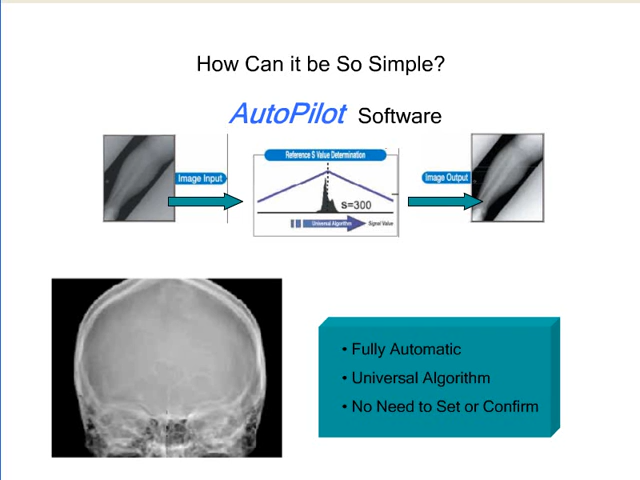 How Can it be So Simple?
AutoPilot Software
Reference S Value Determination
Image Input
Image Output
S=300
Universal Algorithm Signal Value
• Fully Automatic
• Universal Algorithm
• No Need to Set or Confirm